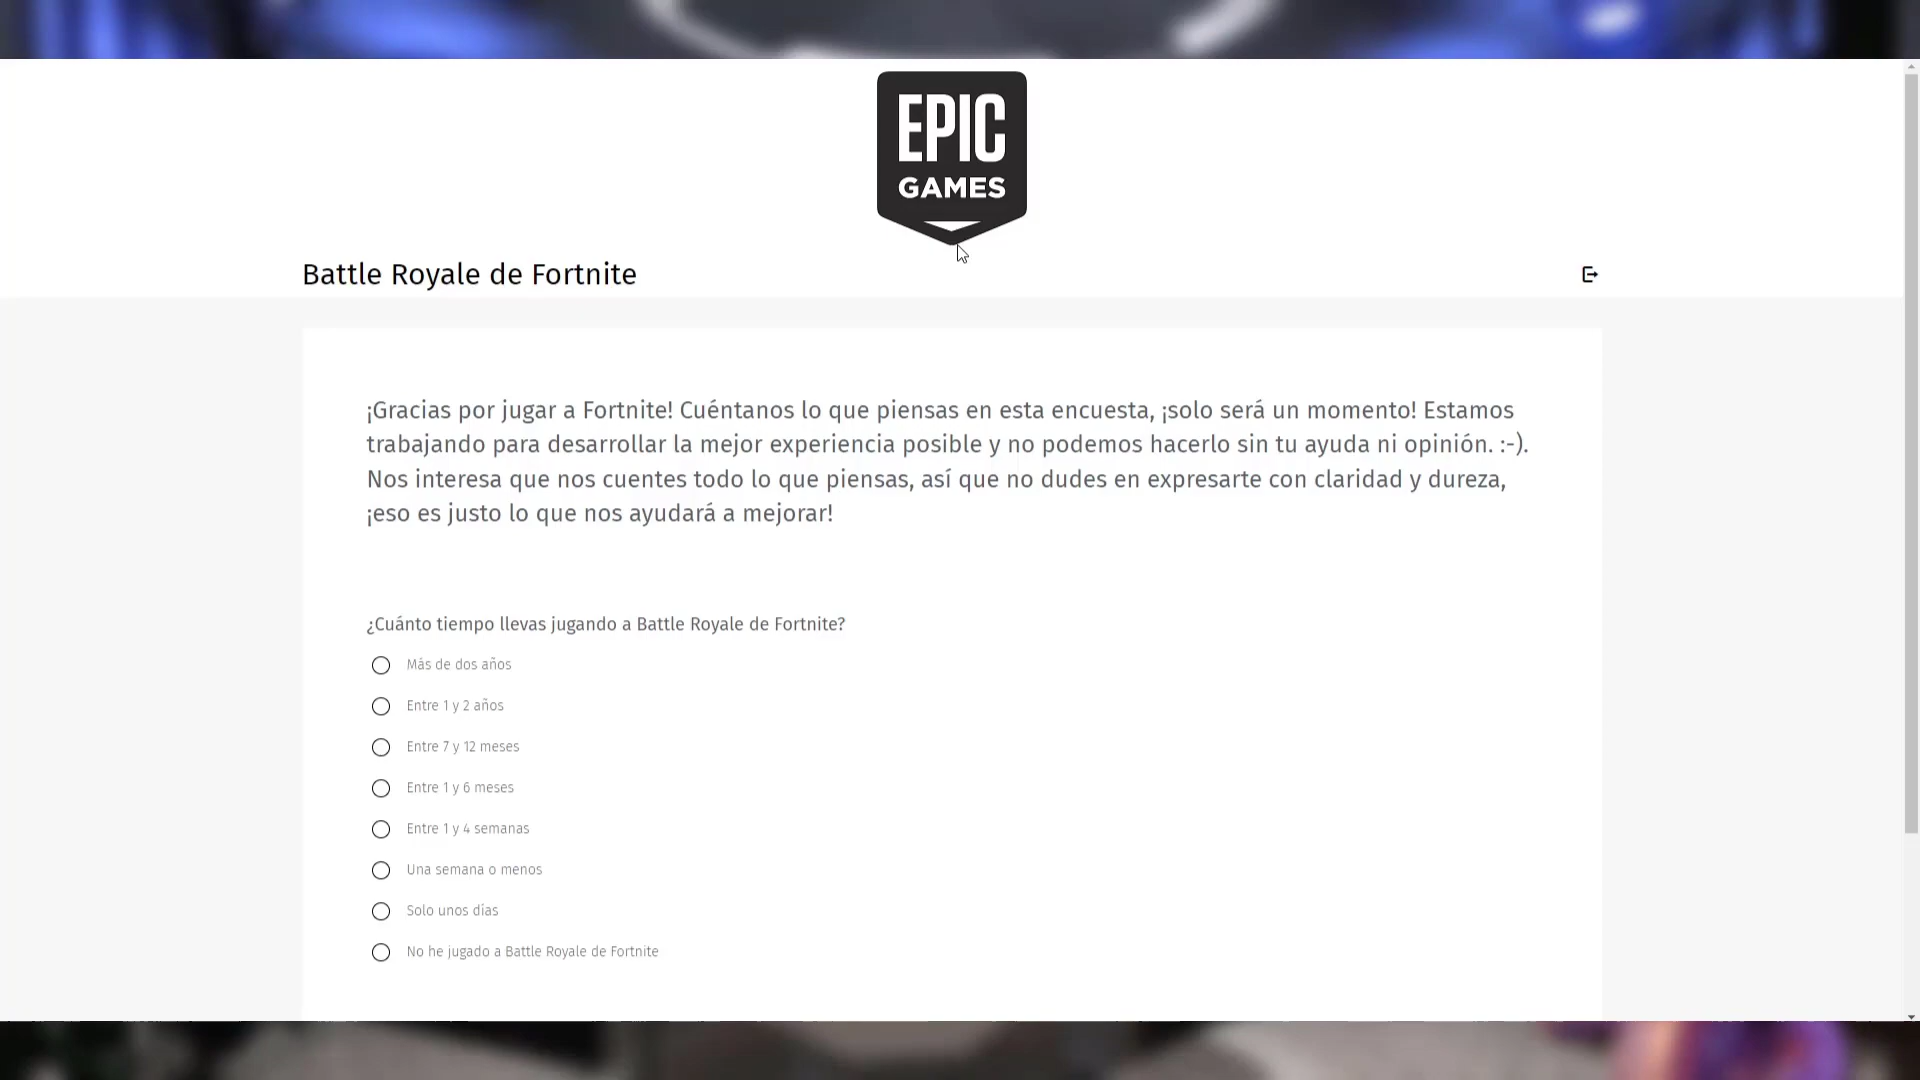 EPIC
GAMES
Battle Royale de Fortnite
¡Gracias por jugar a Fortnite! Cuéntanos lo que piensas en esta encuesta, ¡solo será un momento! Estamos
trabajando para desarrollar la mejor experiencia posible y no podemos hacerlo sin tu ayuda ni opinión. :-).
Nos interesa que nos cuentes todo lo que piensas, así que no dudes en expresarte con claridad y dureza,
¡eso es justo lo que nos ayudará a mejorar!
¿Cuánto tiempo llevas jugando a Battle Royale de Fortnite?
Más de dos años
Entre 1 y 2 años
Entre 7 y 12 meses
Entre 1 y 6 meses
Entre 1 y 4 semanas
Una semana o menos
Solo unos días
No he jugado a Battle Royale de Fortnite